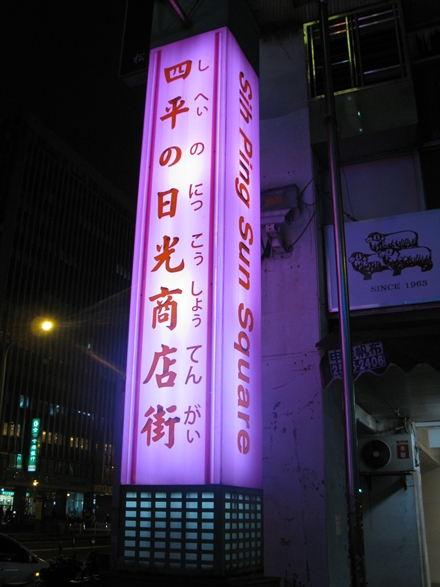 四平の日光商店街
し へぃ の にっ こう しょう てん がい
Sih Ping Sun Square
SINCE 1963